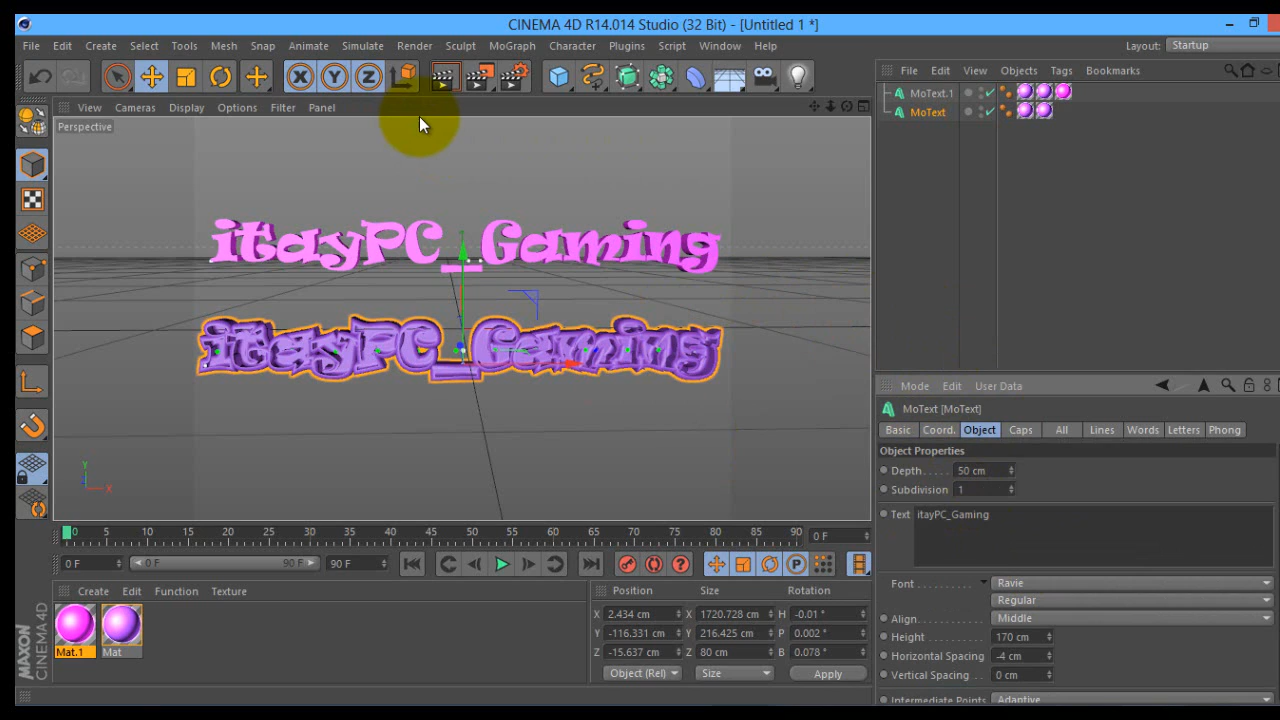 CINEMA 4D R14.014 Studio (32 Bit) - [Untitled 1 *]
File Edit Create Select Tools Mesh Snap Animate Simulate Render Sculpt MoGraph Character Plugins Script Window Help
Layout: Startup
X Y Z
File Edit View Objects Tags Bookmarks
MoText.1
MoText
View Cameras Display Options Filter Panel
Perspective
itayPC_Gaming
itayPC_Gaming
Y
X
Mode Edit User Data
MoText [MoText]
Basic Coord. Object Caps All Lines Words Letters Phong
Object Properties
Depth . . . . . 50 cm
Subdivision 1
Text itayPC_Gaming
Font . . . . . . . . . . Ravie
Regular
Align. . . . . . . . . . Middle
Height . . . . . . . . 170 cm
Horizontal Spacing -4 cm
Vertical Spacing . . 0 cm
Intermediate Points Adaptive
0 5 10 15 20 25 30 35 40 45 50 55 60 65 70 75 80 85 90 0 F
0 F 0 F 90 F 90 F
Create Edit Function Texture
Mat.1 Mat
Position Size Rotation
X 2.434 cm X 1720.728 cm H -0.01 °
Y -116.331 cm Y 216.425 cm P 0.002 °
Z -15.637 cm Z 80 cm B 0.078 °
Object (Rel) Size Apply
MAXON
CINEMA 4D